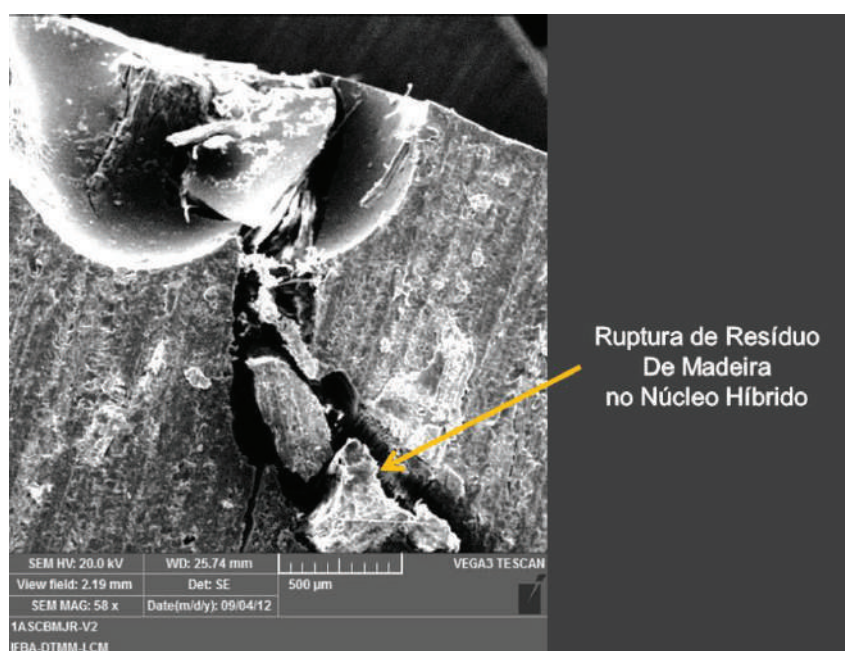 Ruptura de Resíduo
De Madeira
no Núcleo Híbrido
SEM HV: 20.0 kV WD: 25.74 mm VEGA3 TESCAN
View field: 2.19 mm Det: SE 500 µm
SEM MAG: 58 x Date(m/d/y): 09/04/12
1ASCBMJR-V2
IFBA-DTMM-LCM